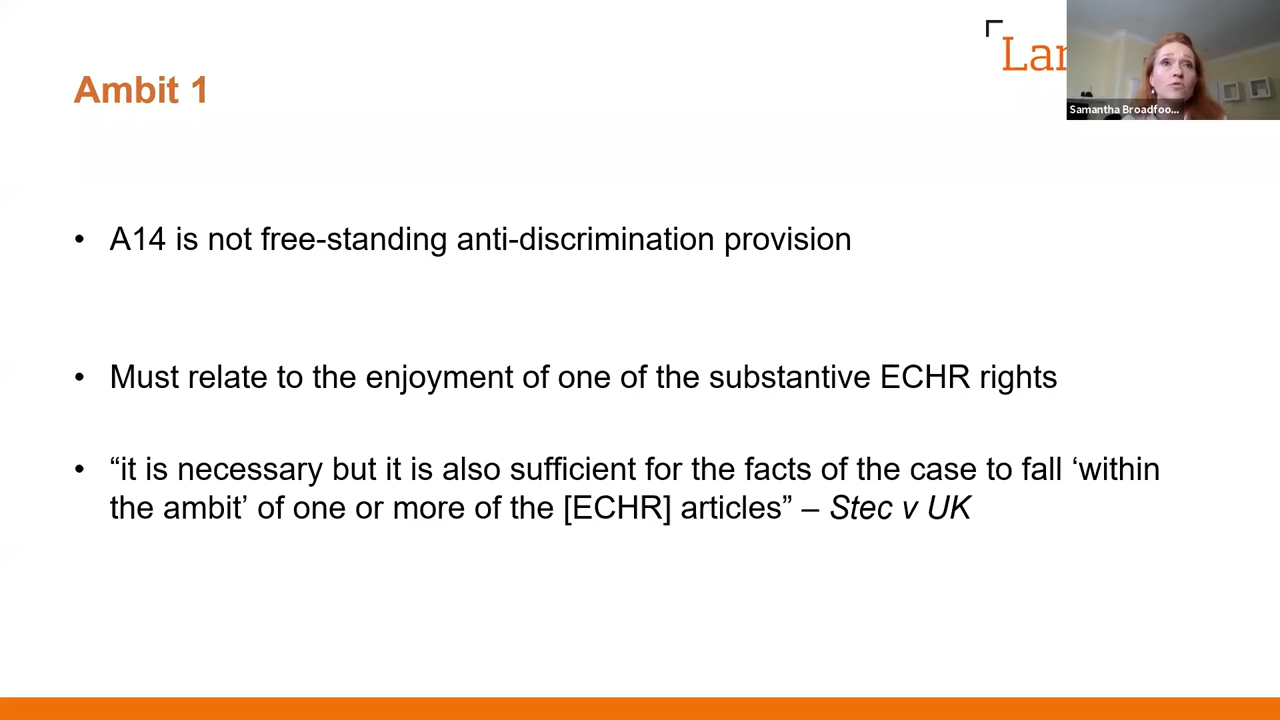 Lan
Ambit 1
Samantha Broadfoo...
• A14 is not free-standing anti-discrimination provision
• Must relate to the enjoyment of one of the substantive ECHR rights
• “it is necessary but it is also sufficient for the facts of the case to fall ‘within
the ambit’ of one or more of the [ECHR] articles” – Stec v UK